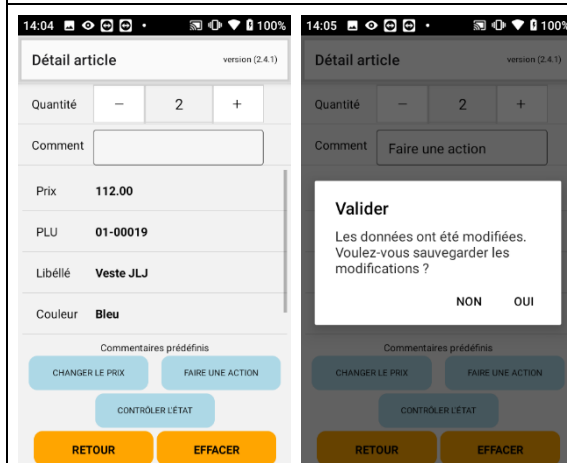 14:04 100%
Détail article version (2.4.1)
Quantité − 2 +
Comment
Prix 112.00
PLU 01-00019
Libéllé Veste JLJ
Couleur Bleu
Commentaires prédéfinis
CHANGER LE PRIX FAIRE UNE ACTION
CONTRÔLER L'ÉTAT
RETOUR EFFACER
14:05 100%
Détail article version (2.4.1)
Quantité − 2 +
Comment Faire une action
Valider
Les données ont été modifiées.
Voulez-vous sauvegarder les
modifications ?
NON OUI
Commentaires prédéfinis
CHANGER LE PRIX FAIRE UNE ACTION
CONTRÔLER L'ÉTAT
RETOUR EFFACER